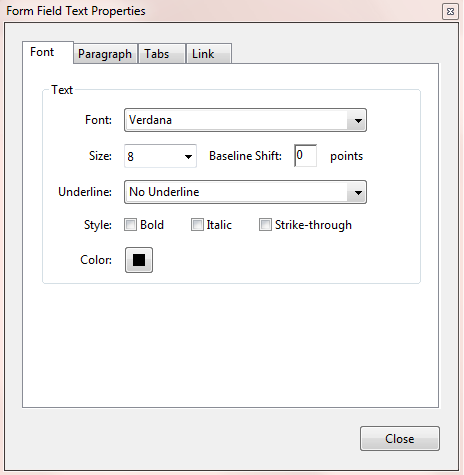 Form Field Text Properties
Font Paragraph Tabs Link
Text
Font: Verdana
Size: 8 Baseline Shift: 0 points
Underline: No Underline
Style: Bold Italic Strike-through
Color:
Close